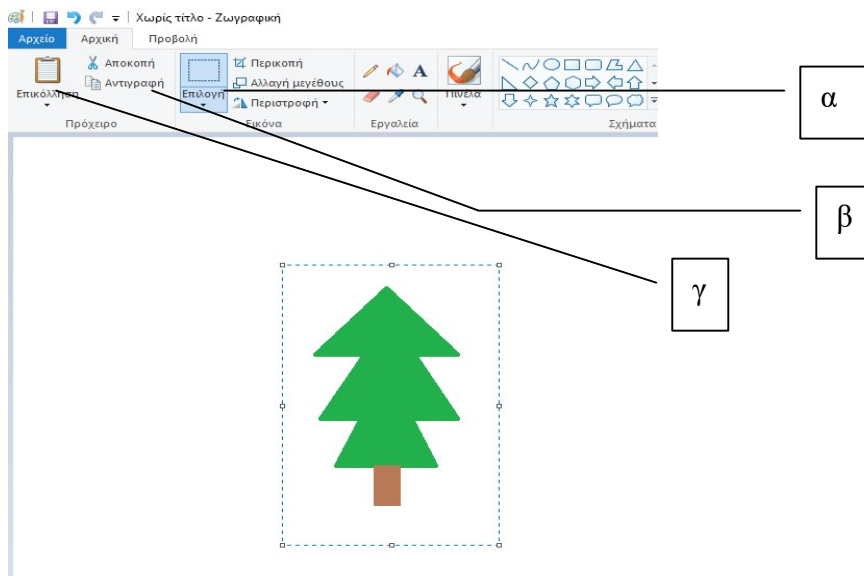 Χωρίς τίτλο - Ζωγραφική
Αρχείο Αρχική Προβολή
Επικόλληση
Αποκοπή
Αντιγραφή
Πρόχειρο
Επιλογή
Περικοπή
Αλλαγή μεγέθους
Περιστροφή
Εικόνα
A
Εργαλεία
Πινέλα
Σχήματα
α
β
γ